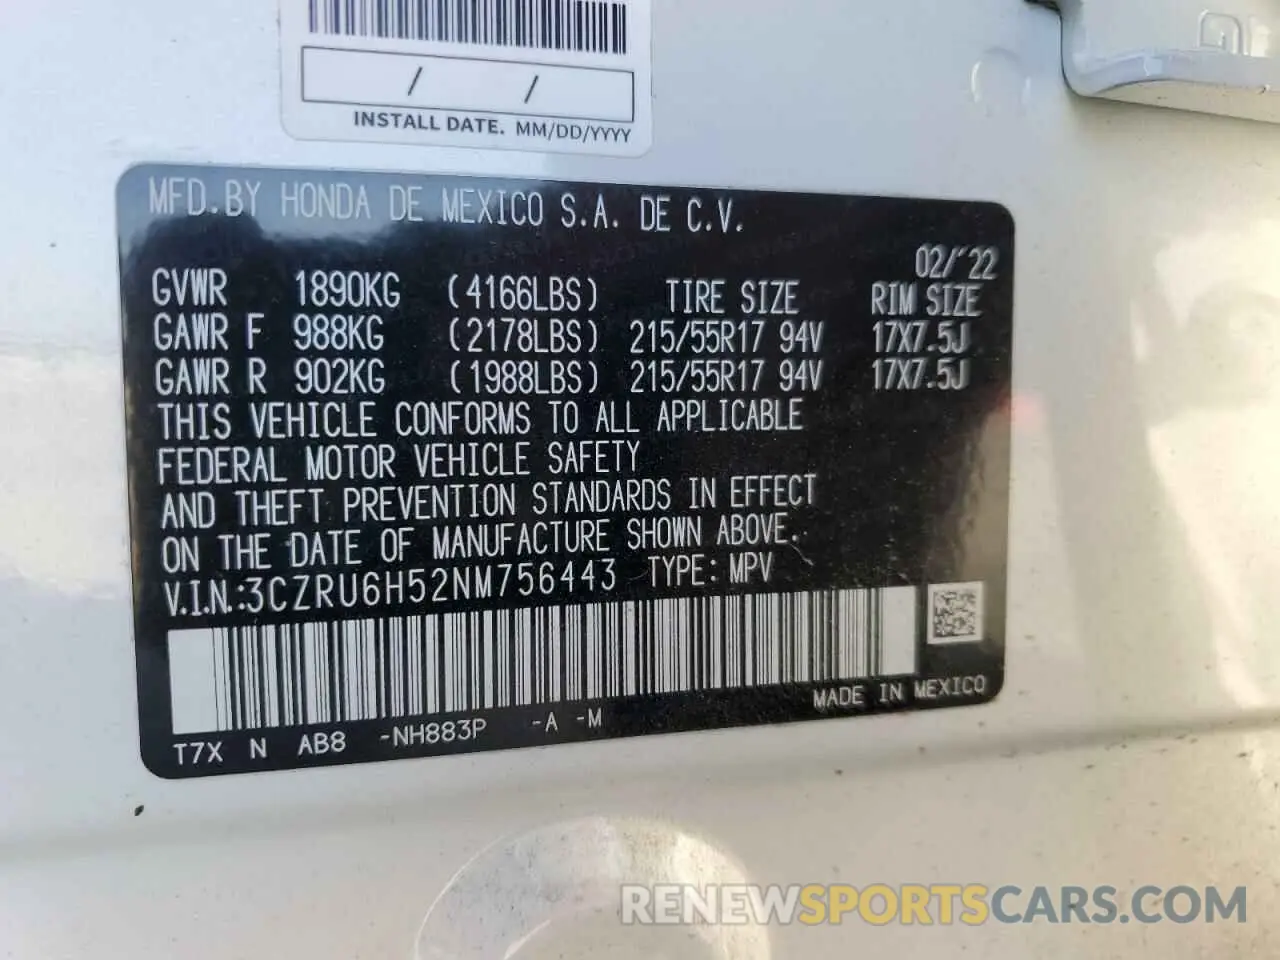 / /
INSTALL DATE. MM/DD/YYYY
MFD.BY HONDA DE MEXICO S.A. DE C.V.
02/'22
GVWR 1890KG (4166LBS) TIRE SIZE RIM SIZE
GAWR F 988KG (2178LBS) 215/55R17 94V 17X7.5J
GAWR R 902KG (1988LBS) 215/55R17 94V 17X7.5J
THIS VEHICLE CONFORMS TO ALL APPLICABLE
FEDERAL MOTOR VEHICLE SAFETY
AND THEFT PREVENTION STANDARDS IN EFFECT
ON THE DATE OF MANUFACTURE SHOWN ABOVE.
V.I.N.:3CZRU6H52NM756443 TYPE: MPV
MADE IN MEXICO
T7X N AB8 -NH883P -A -M
RENEWSPORTSCARS.COM